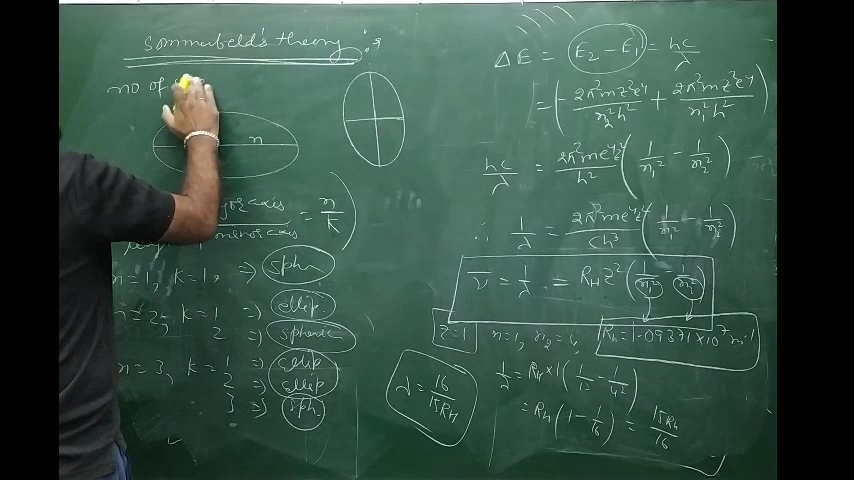 Sommerfeld's theory :-
no of
n
major axis
minor axis = n/K
n = 1, K = 1, => sph
n = 2, K = 1 => ellip.
2 => spherical
n = 3, K = 1 => ellip
2 => ellip
3 => sph
λ = 16/15R_H
ΔE = E₂ - E₁ = hc/λ
= (- 2π²mz²e⁴/n₂²h² + 2π²mz²e⁴/n₁²h²)
hc/λ = 2π²me⁴z²/h² (1/n₁² - 1/n₂²)
∴ 1/λ = 2π²me⁴z²/Ch³ (1/n₁² - 1/n₂²)
ν̅ = 1/λ = R_H z² (1/n₁² - 1/n₂²)
z=1 n₁=1, n₂=4, R_H = 1.09371×10⁷m-1
1/λ = R_H×1 (1/1² - 1/4²)
= R_H (1 - 1/16) = 15R_H/16